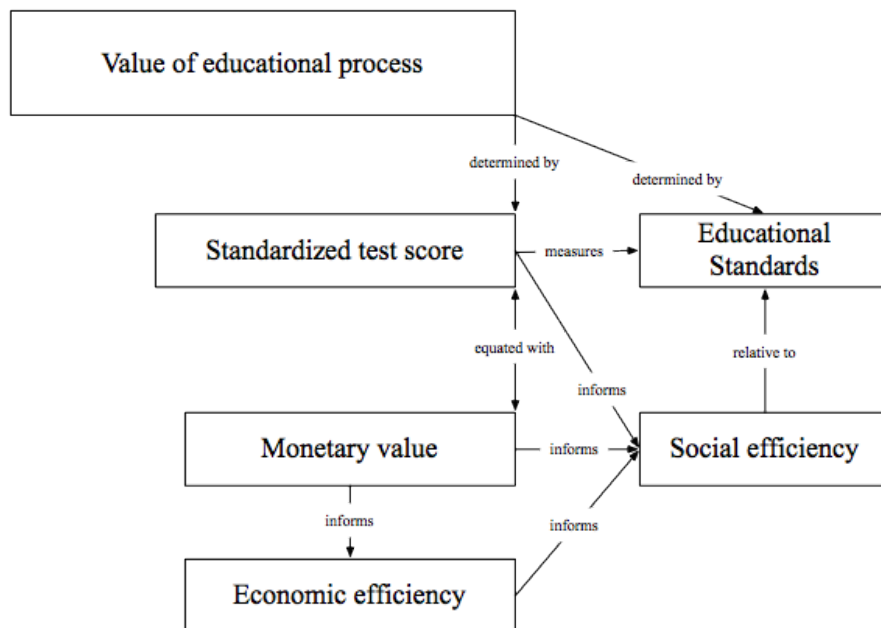 Value of educational process
determined by
determined by
Standardized test score
measures
Educational
Standards
equated with
relative to
informs
Monetary value
informs
Social efficiency
informs
informs
Economic efficiency